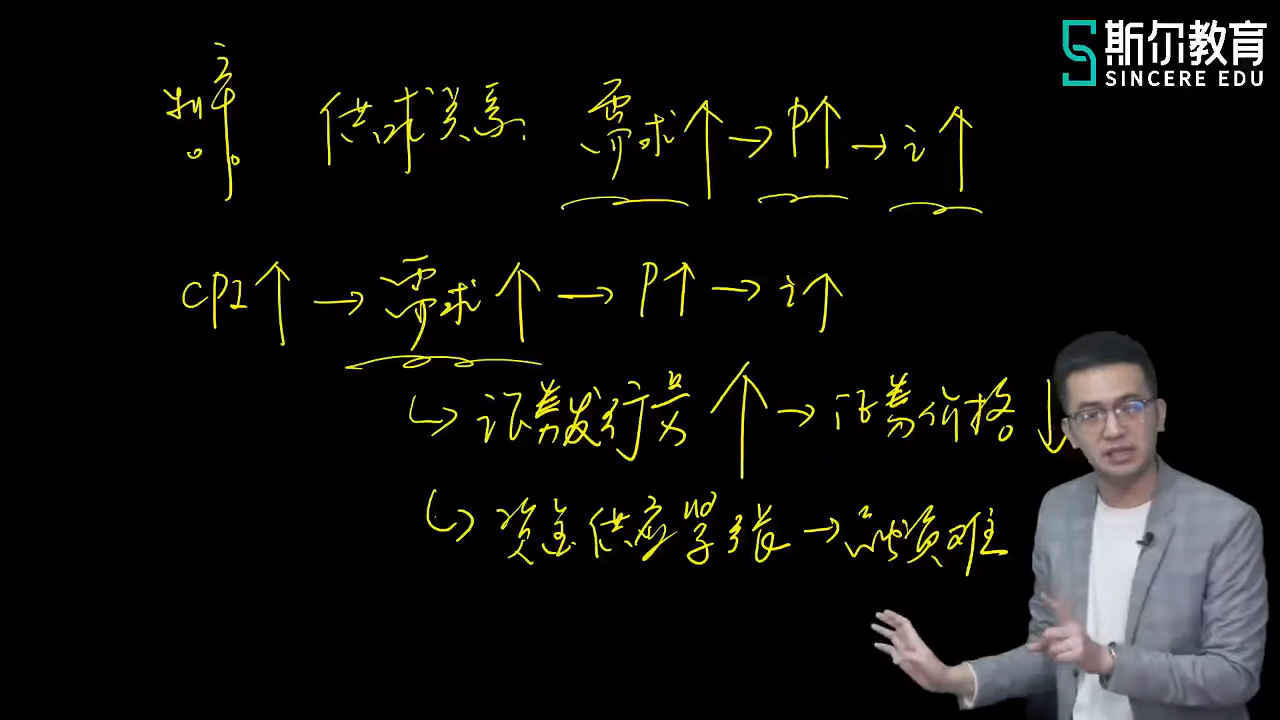 斯尔教育
SINCERE EDU
利率 供求关系: 需求↑→P↑→i↑
CPI↑→需求↑→P↑→i↑
↳证券发行量↑→证券价格↓
↳资金供应紧张→融资难